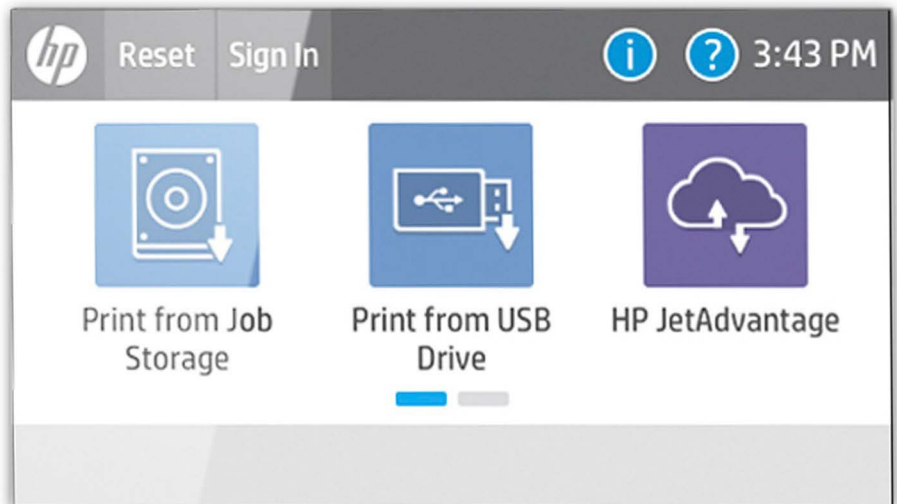 hp
Reset
Sign In
i
?
3:43 PM
Print from Job
Storage
Print from USB
Drive
HP JetAdvantage